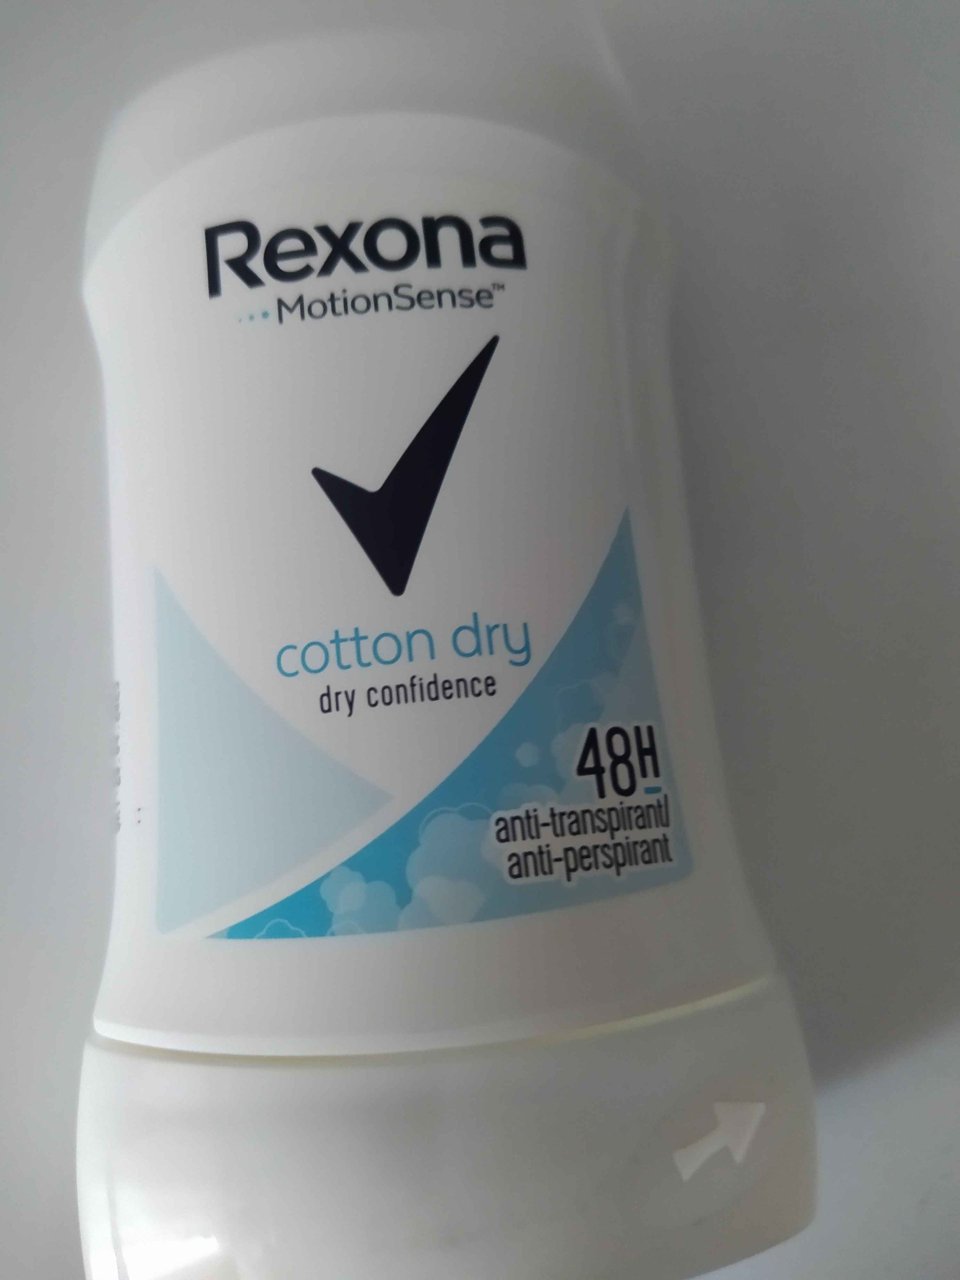 Rexona
MotionSense™
cotton dry
dry confidence
48H
anti-transpirant/
anti-perspirant